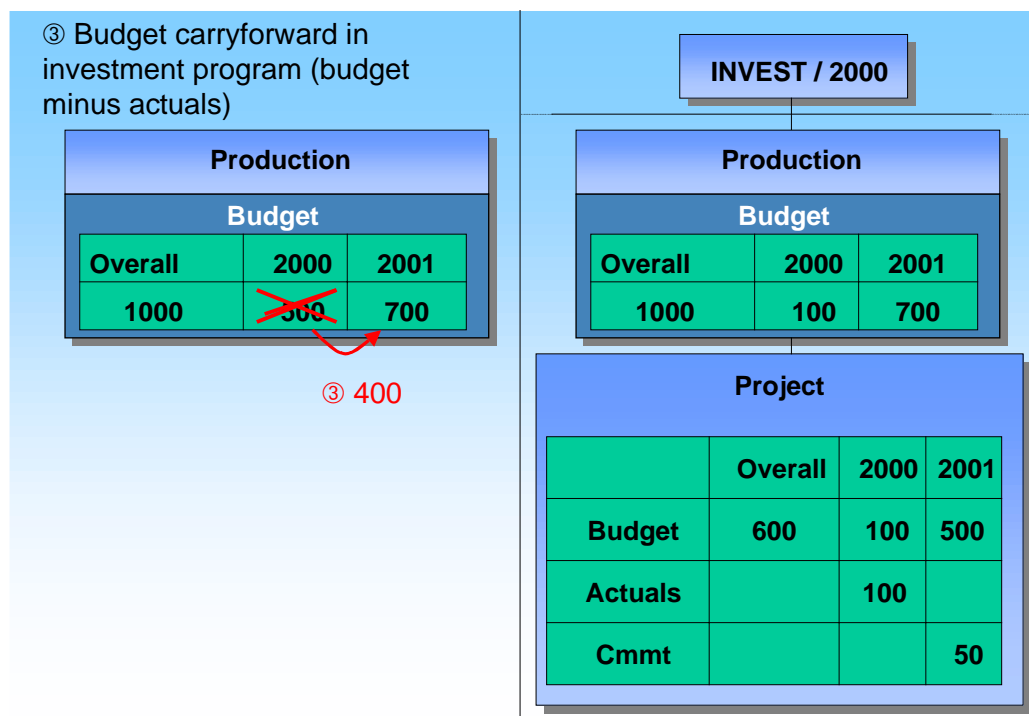 ③ Budget carryforward in
investment program (budget
minus actuals)
Production
Budget
Overall 2000 2001
1000 500 700
③ 400
INVEST / 2000
Production
Budget
Overall 2000 2001
1000 100 700
Project
Overall 2000 2001
Budget 600 100 500
Actuals 100
Cmmt 50